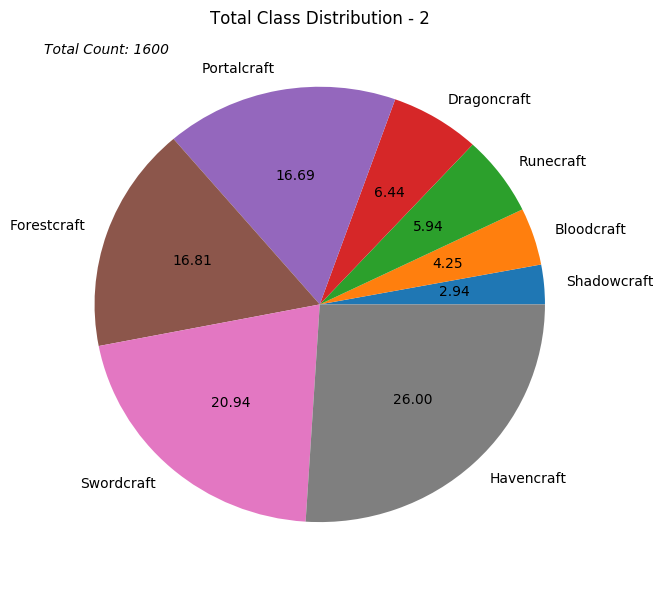 Total Class Distribution - 2
Total Count: 1600
Portalcraft
Dragoncraft
Runecraft
Forestcraft
Bloodcraft
Shadowcraft
16.69
6.44
5.94
16.81
4.25
2.94
20.94
26.00
Swordcraft
Havencraft